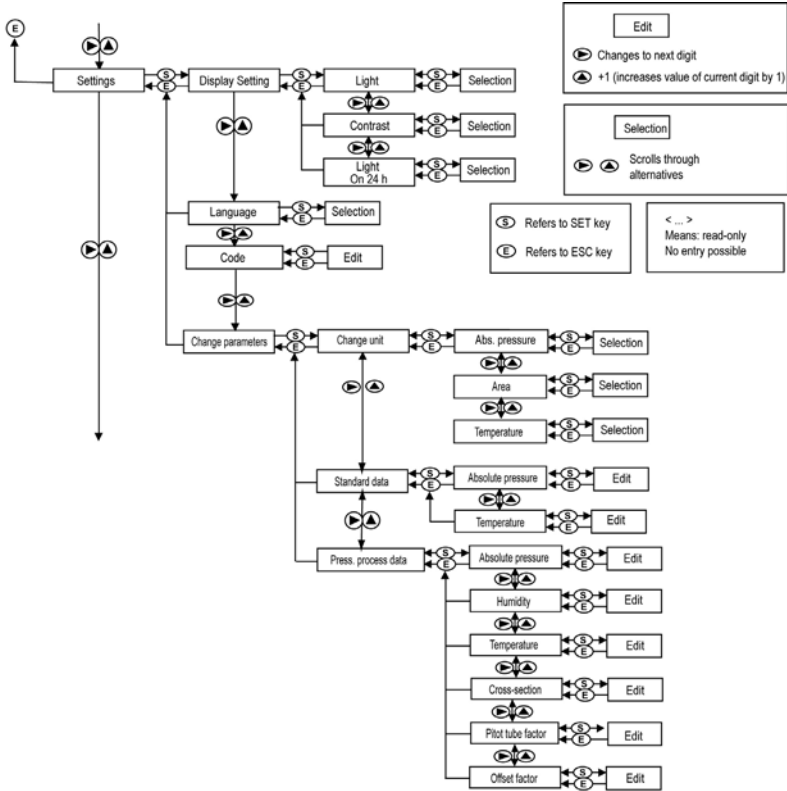 E
Edit
Changes to next digit
+1 (increases value of current digit by 1)
Settings
S
E
Display Setting
S
E
Light
S
E
Selection
Contrast
S
E
Selection
Light
On 24 h
S
E
Selection
Selection
Scrolls through
alternatives
Language
S
E
Selection
S Refers to SET key
E Refers to ESC key
< ... >
Means: read-only
No entry possible
Code
S
E
Edit
Change parameters
S
E
Change unit
S
E
Abs. pressure
S
E
Selection
Area
S
E
Selection
Temperature
S
E
Selection
Standard data
S
E
Absolute pressure
S
E
Edit
Temperature
S
E
Edit
Press. process data
S
E
Absolute pressure
S
E
Edit
Humidity
S
E
Edit
Temperature
S
E
Edit
Cross-section
S
E
Edit
Pitot tube factor
S
E
Edit
Offset factor
S
E
Edit